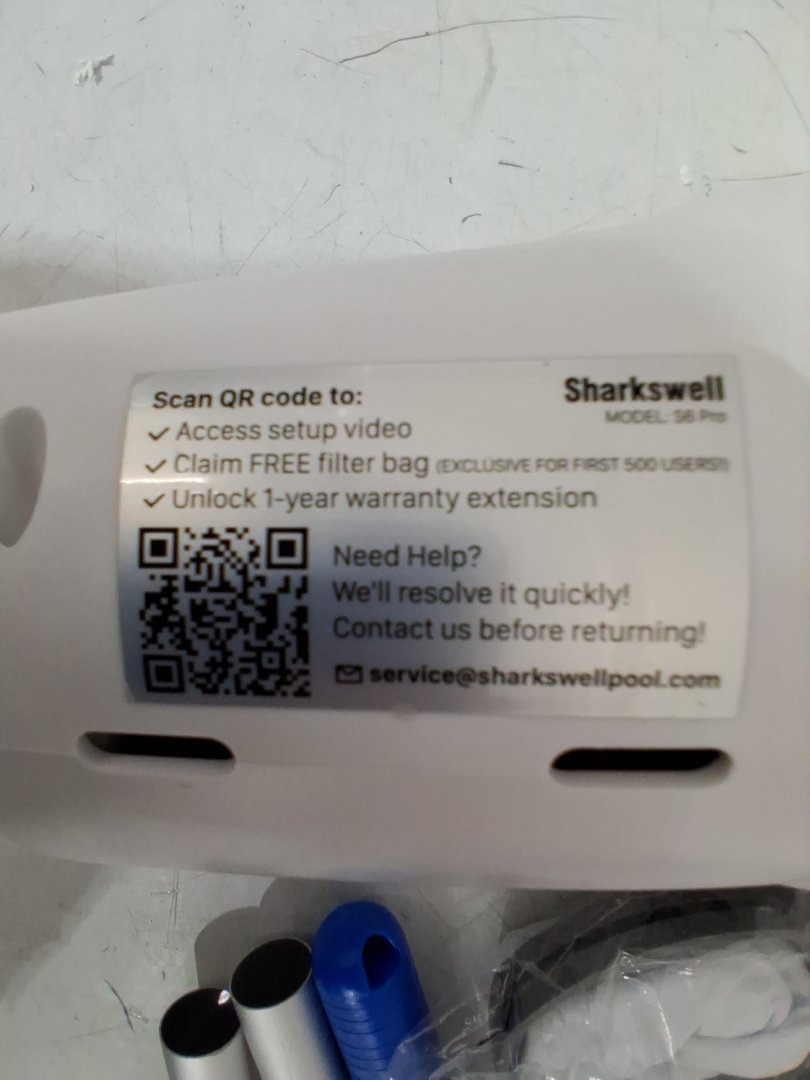 Scan QR code to:
Sharkswell
MODEL: S6 Pro
✓ Access setup video
✓ Claim FREE filter bag (EXCLUSIVE FOR FIRST 500 USERS!)
✓ Unlock 1-year warranty extension
Need Help?
We'll resolve it quickly!
Contact us before returning!
service@sharkswellpool.com